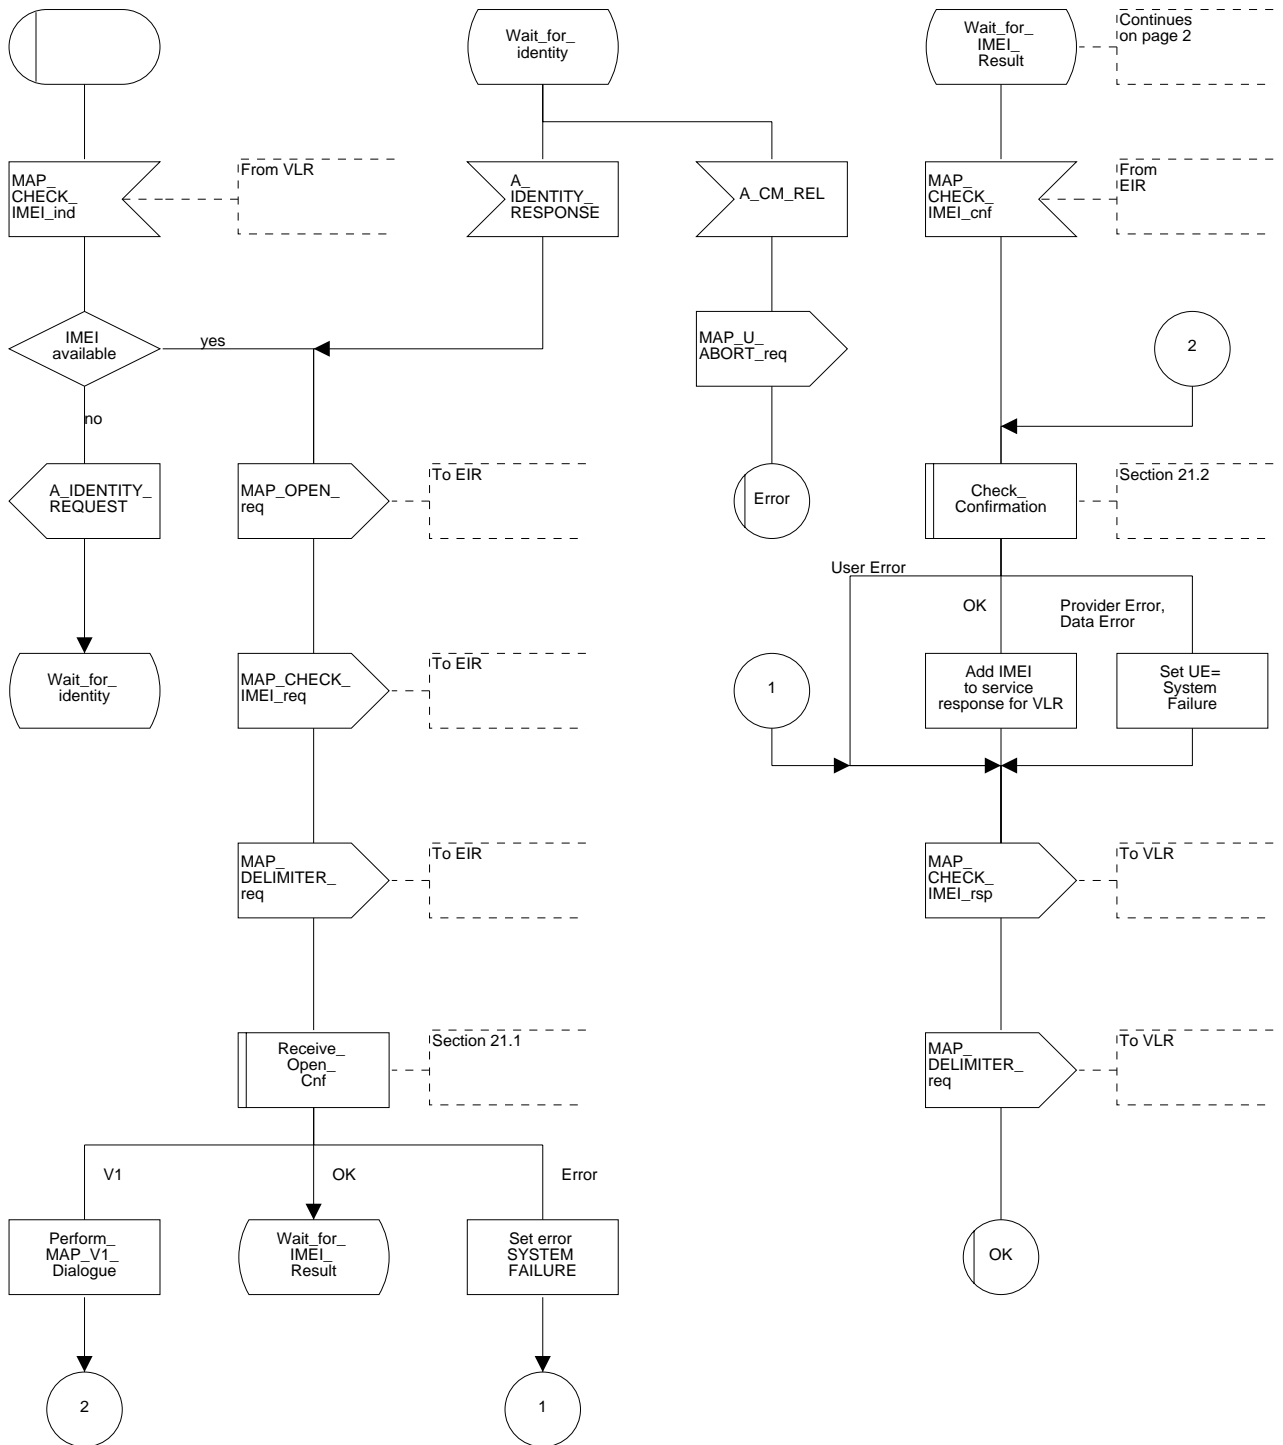 Wait_for_
identity
Wait_for_
IMEI_
Result
Continues
on page 2
MAP_
CHECK_
IMEI_ind
From VLR
A_
IDENTITY_
RESPONSE
A_CM_REL
MAP_
CHECK_
IMEI_cnf
From
EIR
IMEI
available
yes
no
MAP_U_
ABORT_req
2
A_IDENTITY_
REQUEST
MAP_OPEN_
req
To EIR
Error
Check_
Confirmation
Section 21.2
User Error
OK
Provider Error,
Data Error
Wait_for_
identity
MAP_CHECK_
IMEI_req
To EIR
1
Add IMEI
to service
response for VLR
Set UE=
System
Failure
MAP_
DELIMITER_
req
To EIR
MAP_
CHECK_
IMEI_rsp
To VLR
Receive_
Open_
Cnf
Section 21.1
MAP_
DELIMITER_
req
To VLR
V1
OK
Error
Perform_
MAP_V1_
Dialogue
Wait_for_
IMEI_
Result
Set error
SYSTEM
FAILURE
OK
2
1